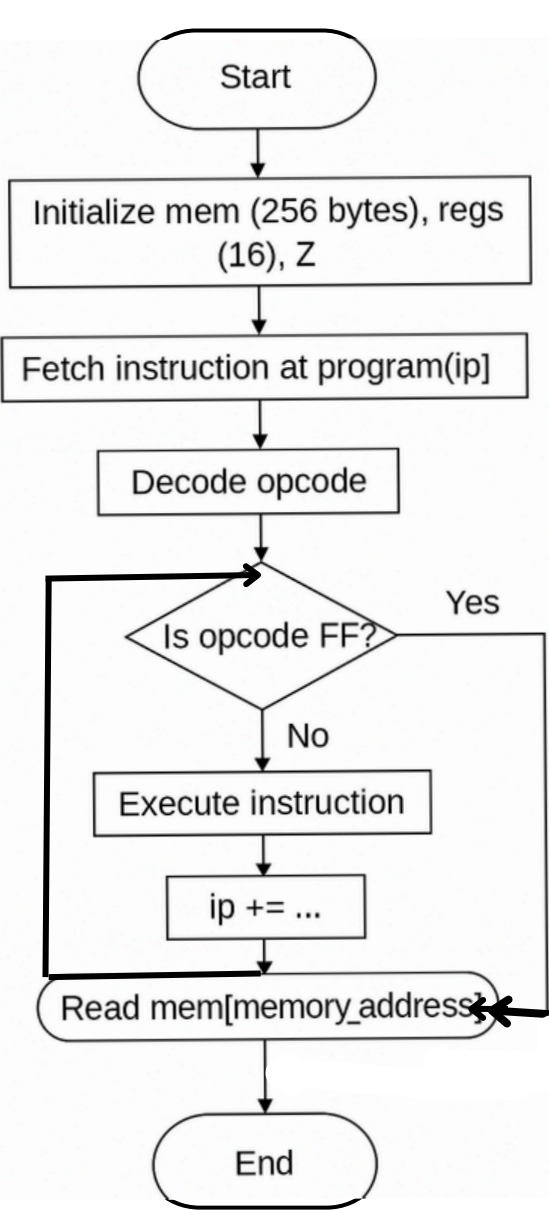 Start
Initialize mem (256 bytes), regs
(16), Z
Fetch instruction at program(ip]
Decode opcode
Is opcode FF?
Yes
No
Execute instruction
ip += ...
Read mem[memory_address]
End